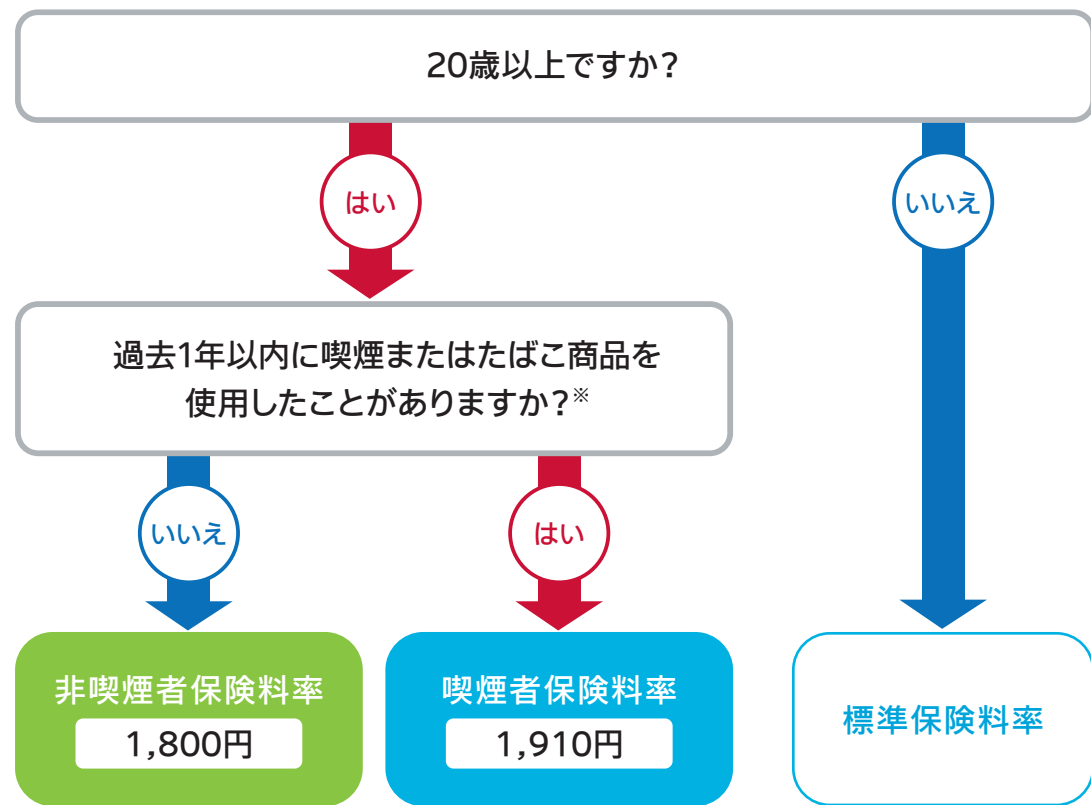 20歳以上ですか？
はい
いいえ
過去1年以内に喫煙またはたばこ商品を
使用したことがありますか？※
いいえ
はい
非喫煙者保険料率
1,800円
喫煙者保険料率
1,910円
標準保険料率